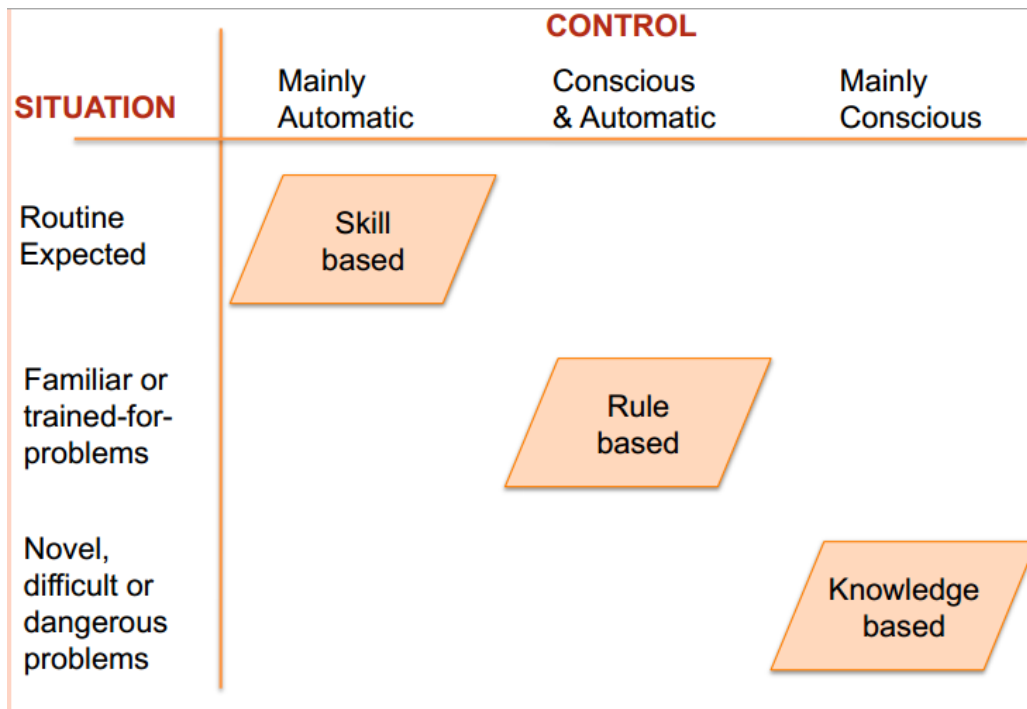 CONTROL
SITUATION
Mainly
Automatic
Conscious
& Automatic
Mainly
Conscious
Routine
Expected
Skill
based
Familiar or
trained-for-
problems
Rule
based
Novel,
difficult or
dangerous
problems
Knowledge
based